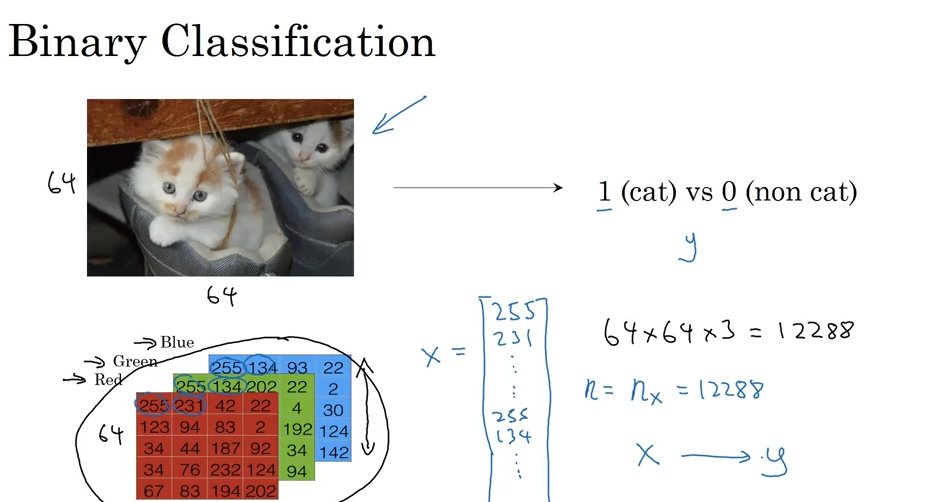 Binary Classification
64
64
1 (cat) vs 0 (non cat)
y
Blue
Green
Red
255 134 93 22
255 134 202 22 2
255 231 42 22 4 30
123 94 83 2 192 124
34 44 187 92 34 142
34 76 232 124 94
67 83 194 202
64
x = 
255
231
⋮
⋮
255
134
⋮
64×64×3 = 12288
n = nₓ = 12288
x → y